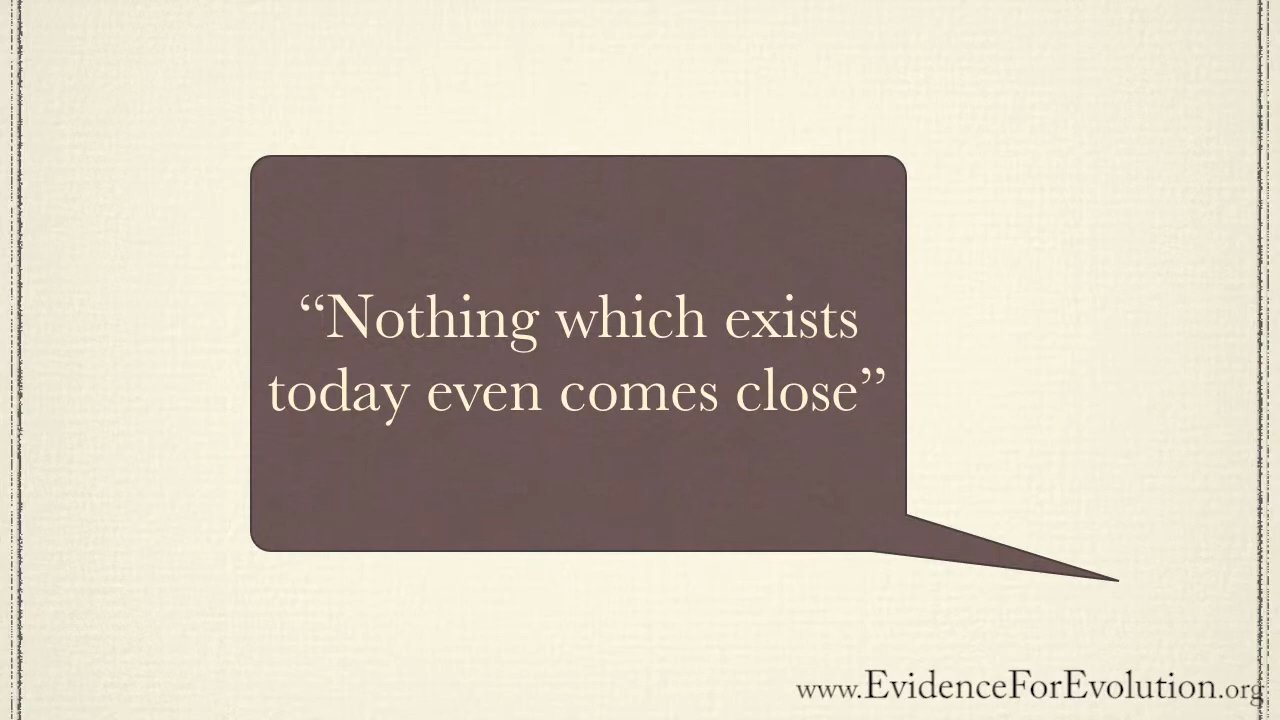 “Nothing which exists
today even comes close”
www.EvidenceForEvolution.org